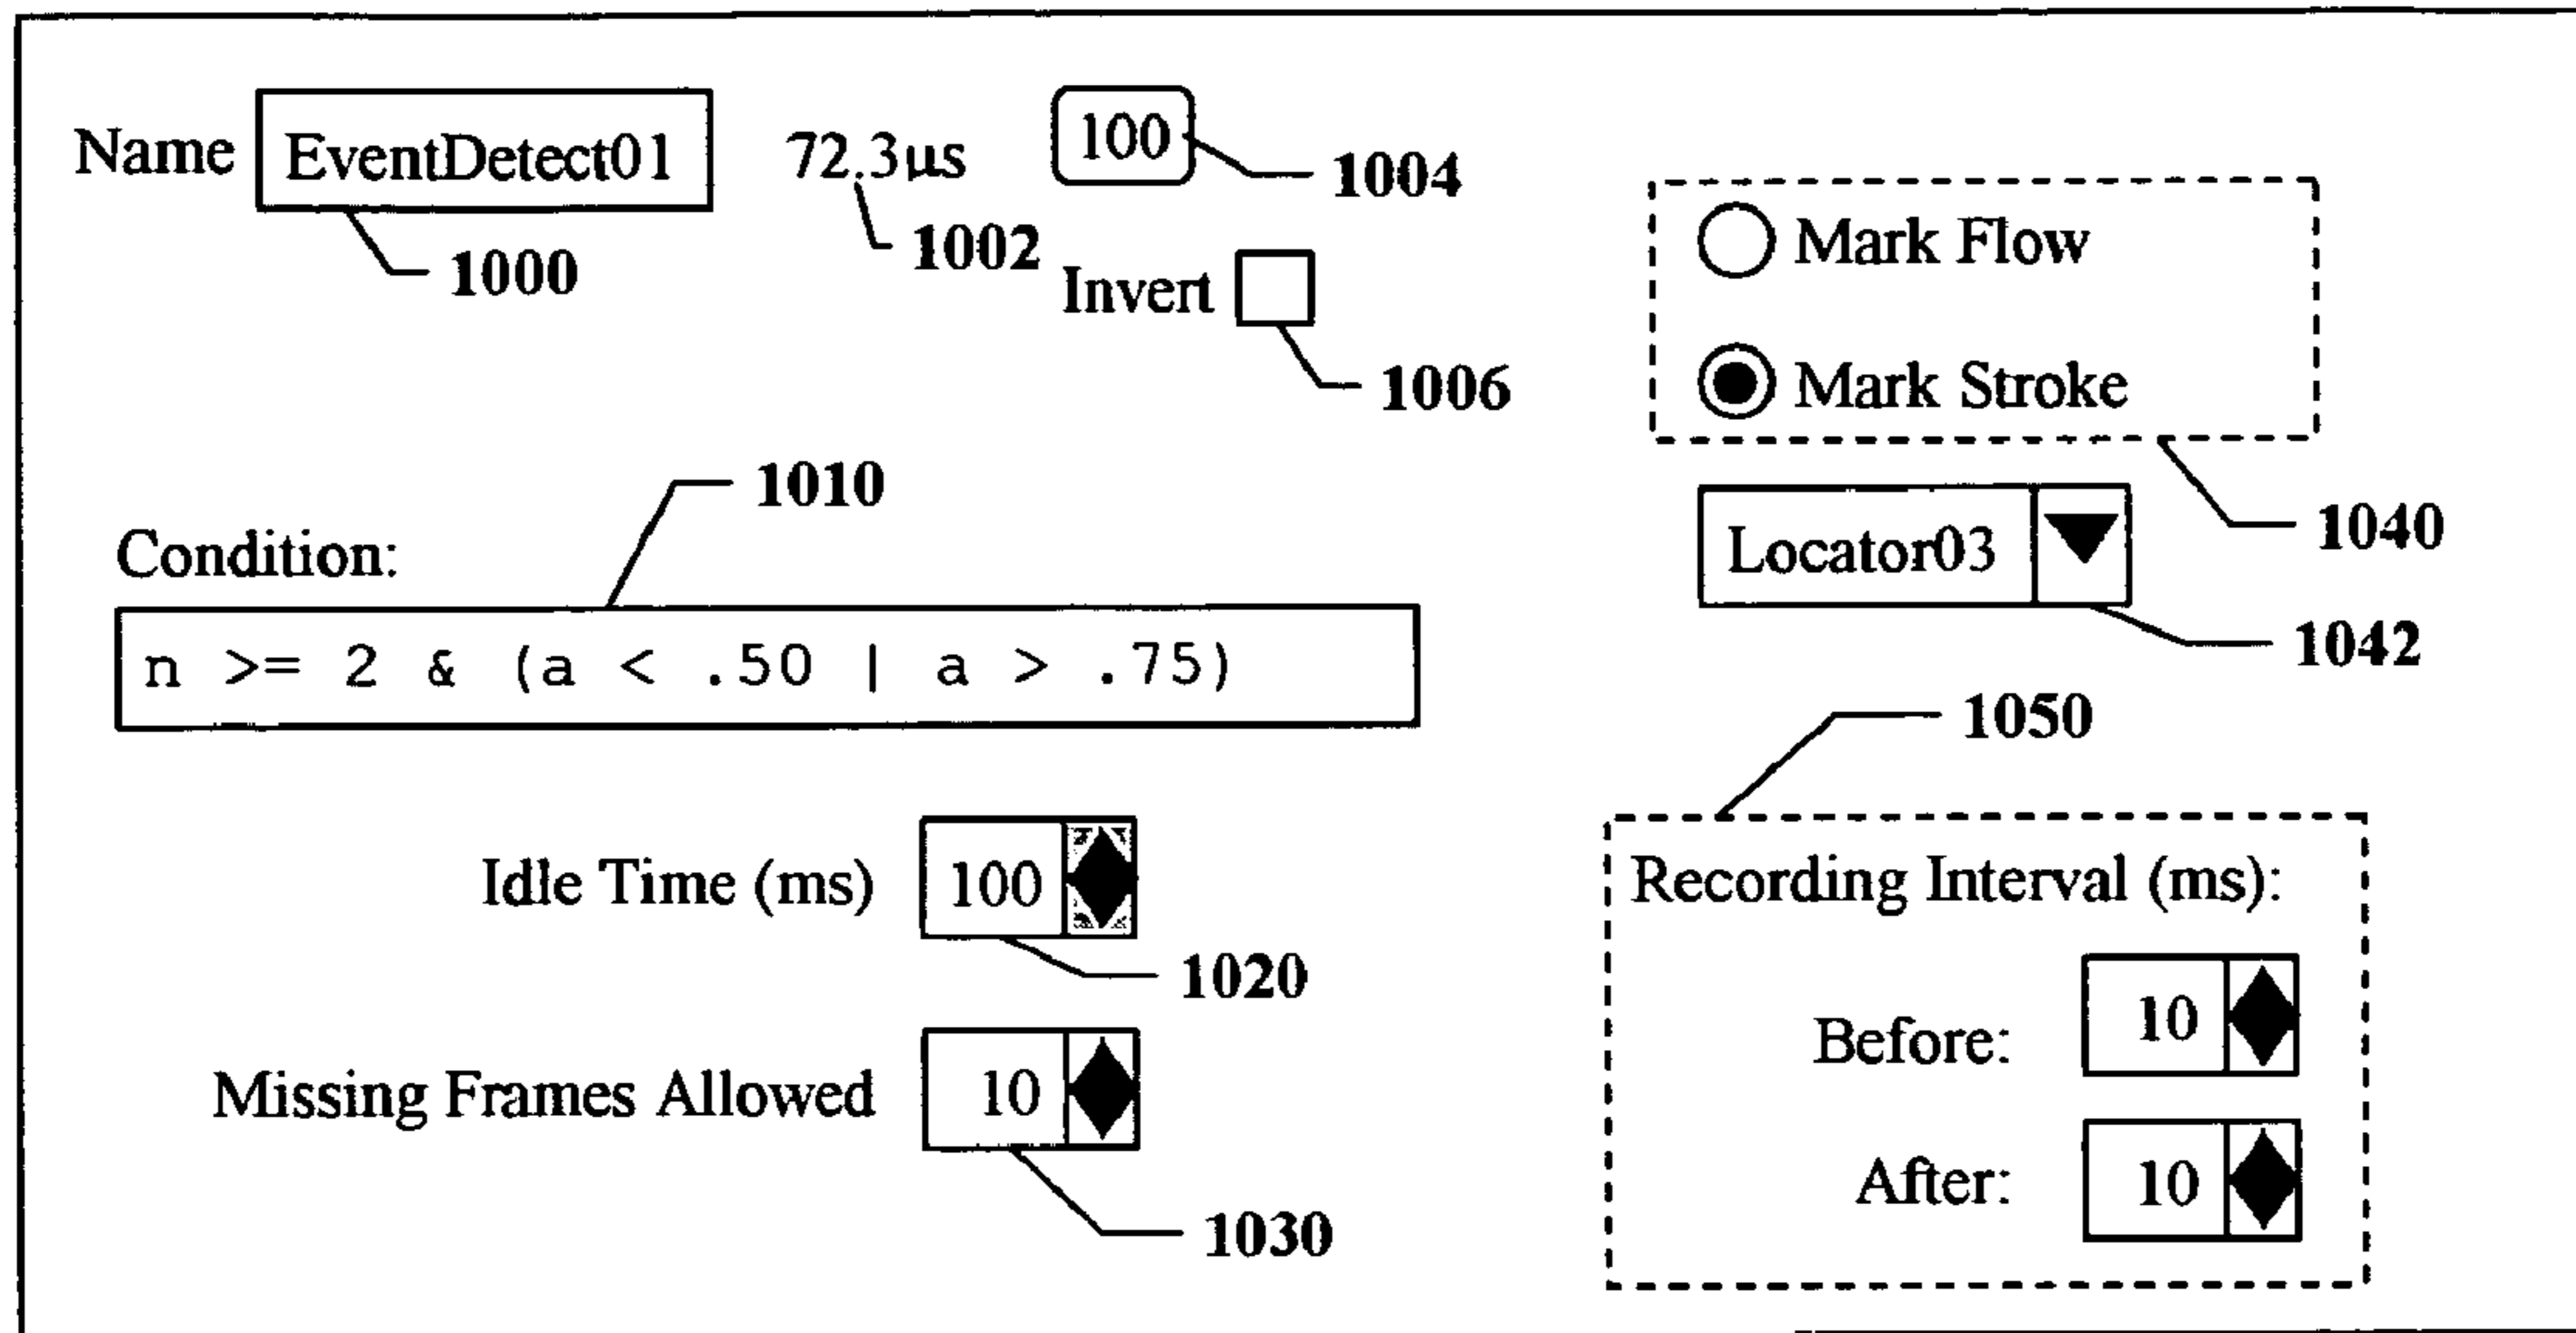 Name EventDetect01 72.3µs 100 1004
1000 1002
Invert 1006
Mark Flow
Mark Stroke
1040
Locator03
1042
1010
Condition:
n >= 2 & (a < .50 | a > .75)
Idle Time (ms) 100
1020
Missing Frames Allowed 10
1030
1050
Recording Interval (ms):
Before: 10
After: 10